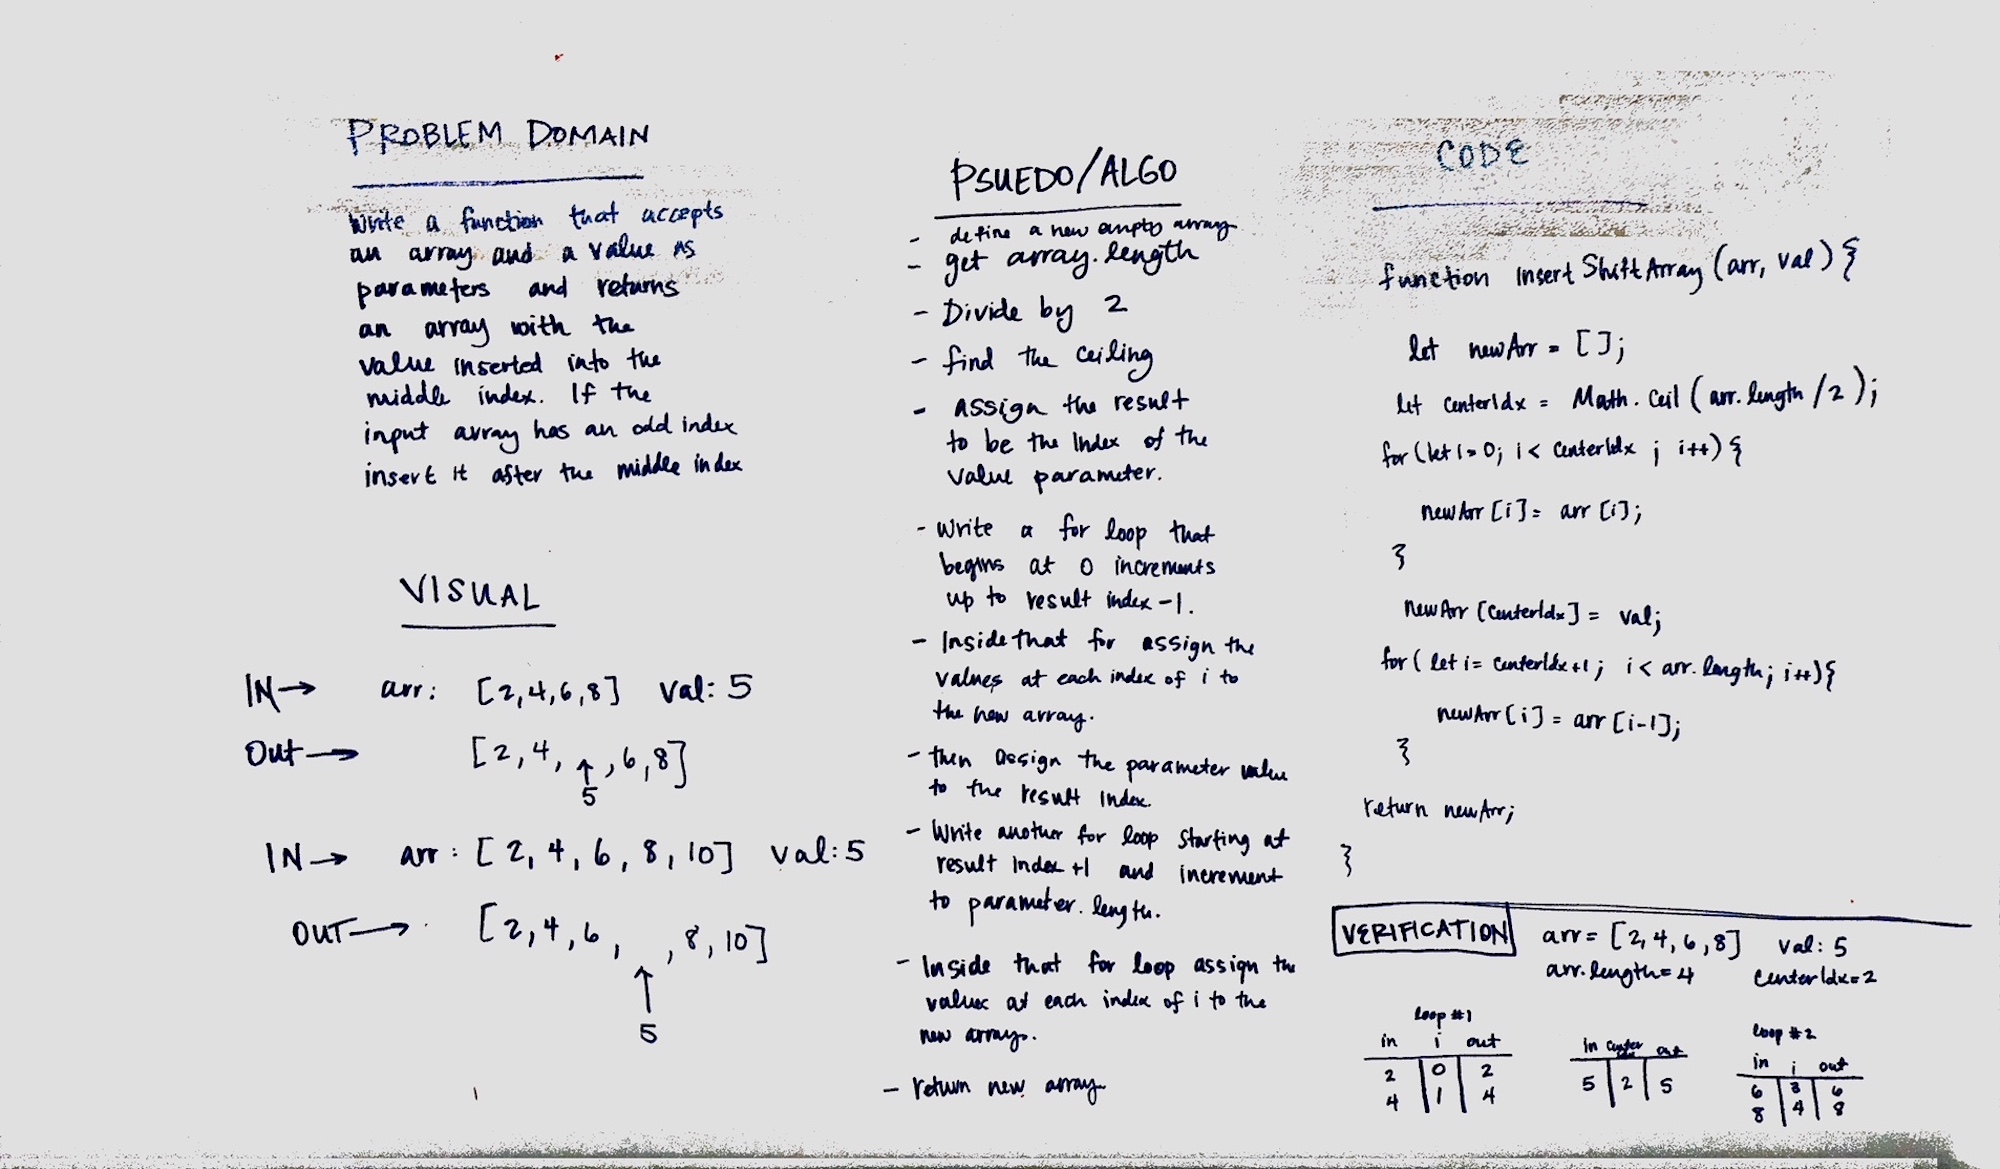 PROBLEM DOMAIN
Write a function that accepts
an array and a value as
parameters and returns
an array with the
value inserted into the
middle index. If the
input array has an odd index
insert it after the middle index
VISUAL
IN→ arr: [2,4,6,8] val: 5
Out→ [2,4, ↑ ,6,8]
5
IN→ arr: [2, 4, 6, 8, 10] val:5
OUT→ [2,4,6, ,8,10]
↑
5
PSUEDO/ALGO
- define a new empty array
- get array.length
- Divide by 2
- find the ceiling
- Assign the result
to be the Index of the
value parameter.
- Write a for loop that
begins at 0 increments
up to result index -1.
- Inside that for assign the
values at each index of i to
the new array.
- then assign the parameter value
to the result Index.
- Write another for loop starting at
result index +1 and increment
to parameter.length.
- Inside that for loop assign the
values at each index of i to the
new array.
- return new array
CODE
function insertShiftArray (arr, val) {
let newArr = [];
let centerIdx = Math.ceil (arr.length /2);
for (let i=0; i< centerIdx ; i++) {
newArr [i] = arr [i];
}
newArr [centerIdx] = val;
for ( let i= centerIdx+1; i< arr.length; i++){
newArr [i] = arr [i-1];
}
return newArr;
}
VERIFICATION arr= [2,4,6,8] val: 5
arr.length=4 centerIdx=2
loop #1
in i out
2 0 2
4 1 4
in center out
5 2 5
loop #2
in i out
6 3 6
8 4 8